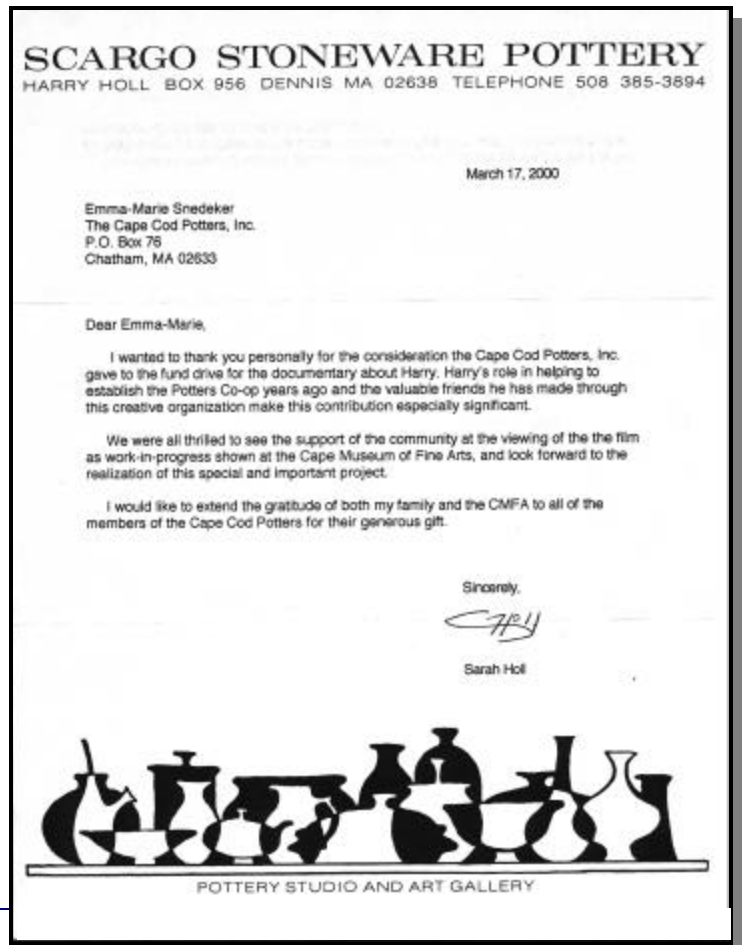 SCARGO STONEWARE POTTERY
HARRY HOLL BOX 956 DENNIS MA 02638 TELEPHONE 508 385-3894
March 17, 2000
Emma-Marie Snedeker
The Cape Cod Potters, Inc.
P.O. Box 76
Chatham, MA 02633
Dear Emma-Marie,
I wanted to thank you personally for the consideration the Cape Cod Potters, Inc.
gave to the fund drive for the documentary about Harry. Harry's role in helping to
establish the Potters Co-op years ago and the valuable friends he has made through
this creative organization make this contribution especially significant.
We were all thrilled to see the support of the community at the viewing of the the film
as work-in-progress shown at the Cape Museum of Fine Arts, and look forward to the
realization of this special and important project.
I would like to extend the gratitude of both my family and the CMFA to all of the
members of the Cape Cod Potters for their generous gift.
Sincerely,
Sarah Holl
POTTERY STUDIO AND ART GALLERY